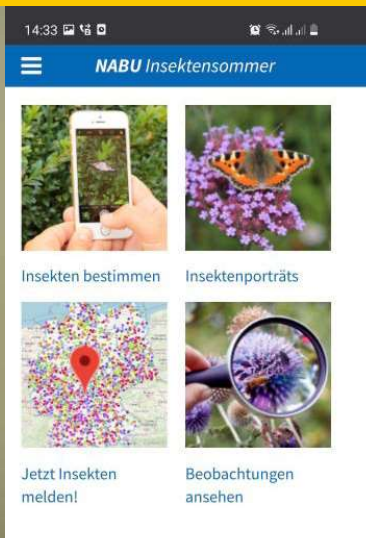 14:33
NABU Insektensommer
Insekten bestimmen
Insektenporträts
Jetzt Insekten
melden!
Beobachtungen
ansehen